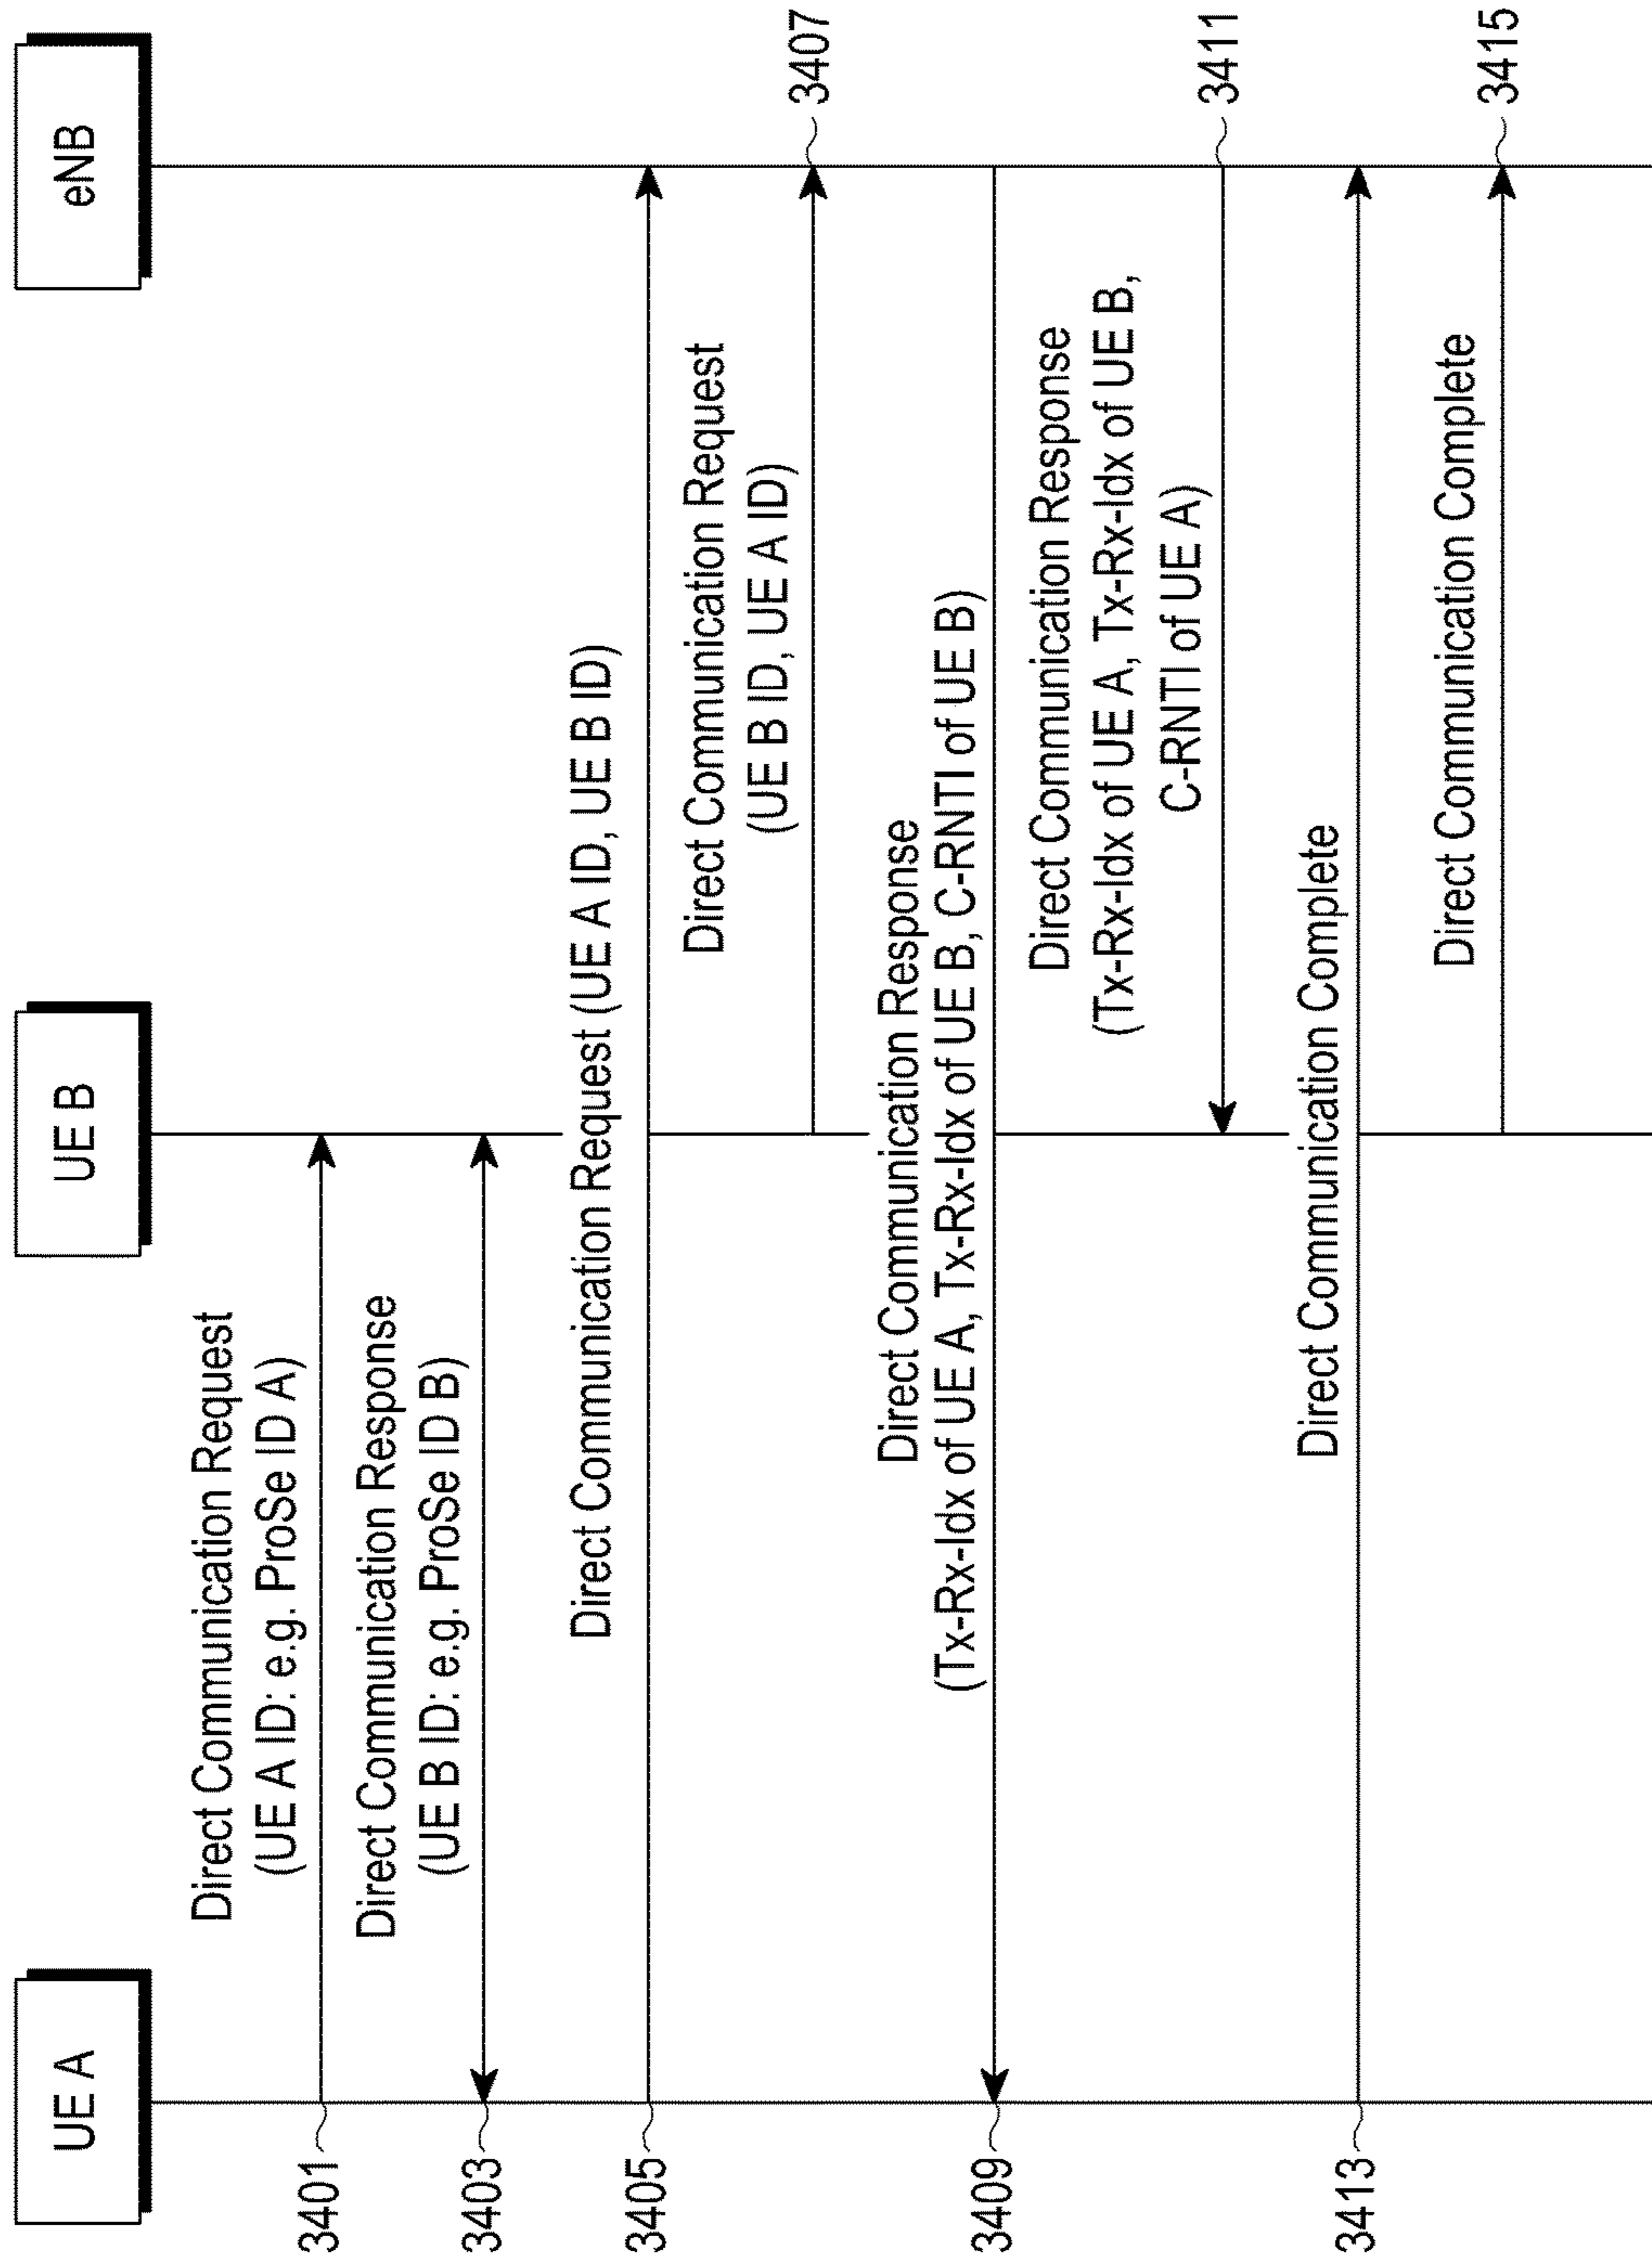 UE A
UE B
eNB
Direct Communication Request
(UE A ID: e.g. ProSe ID A)
3401
Direct Communication Response
(UE B ID: e.g. ProSe ID B)
3403
Direct Communication Request (UE A ID, UE B ID)
3405
Direct Communication Request
(UE B ID, UE A ID)
3407
Direct Communication Response
(Tx-Rx-Idx of UE A, Tx-Rx-Idx of UE B, C-RNTI of UE B)
3409
Direct Communication Response
(Tx-Rx-Idx of UE A, Tx-Rx-Idx of UE B,
C-RNTI of UE A)
3411
Direct Communication Complete
3413
Direct Communication Complete
3415